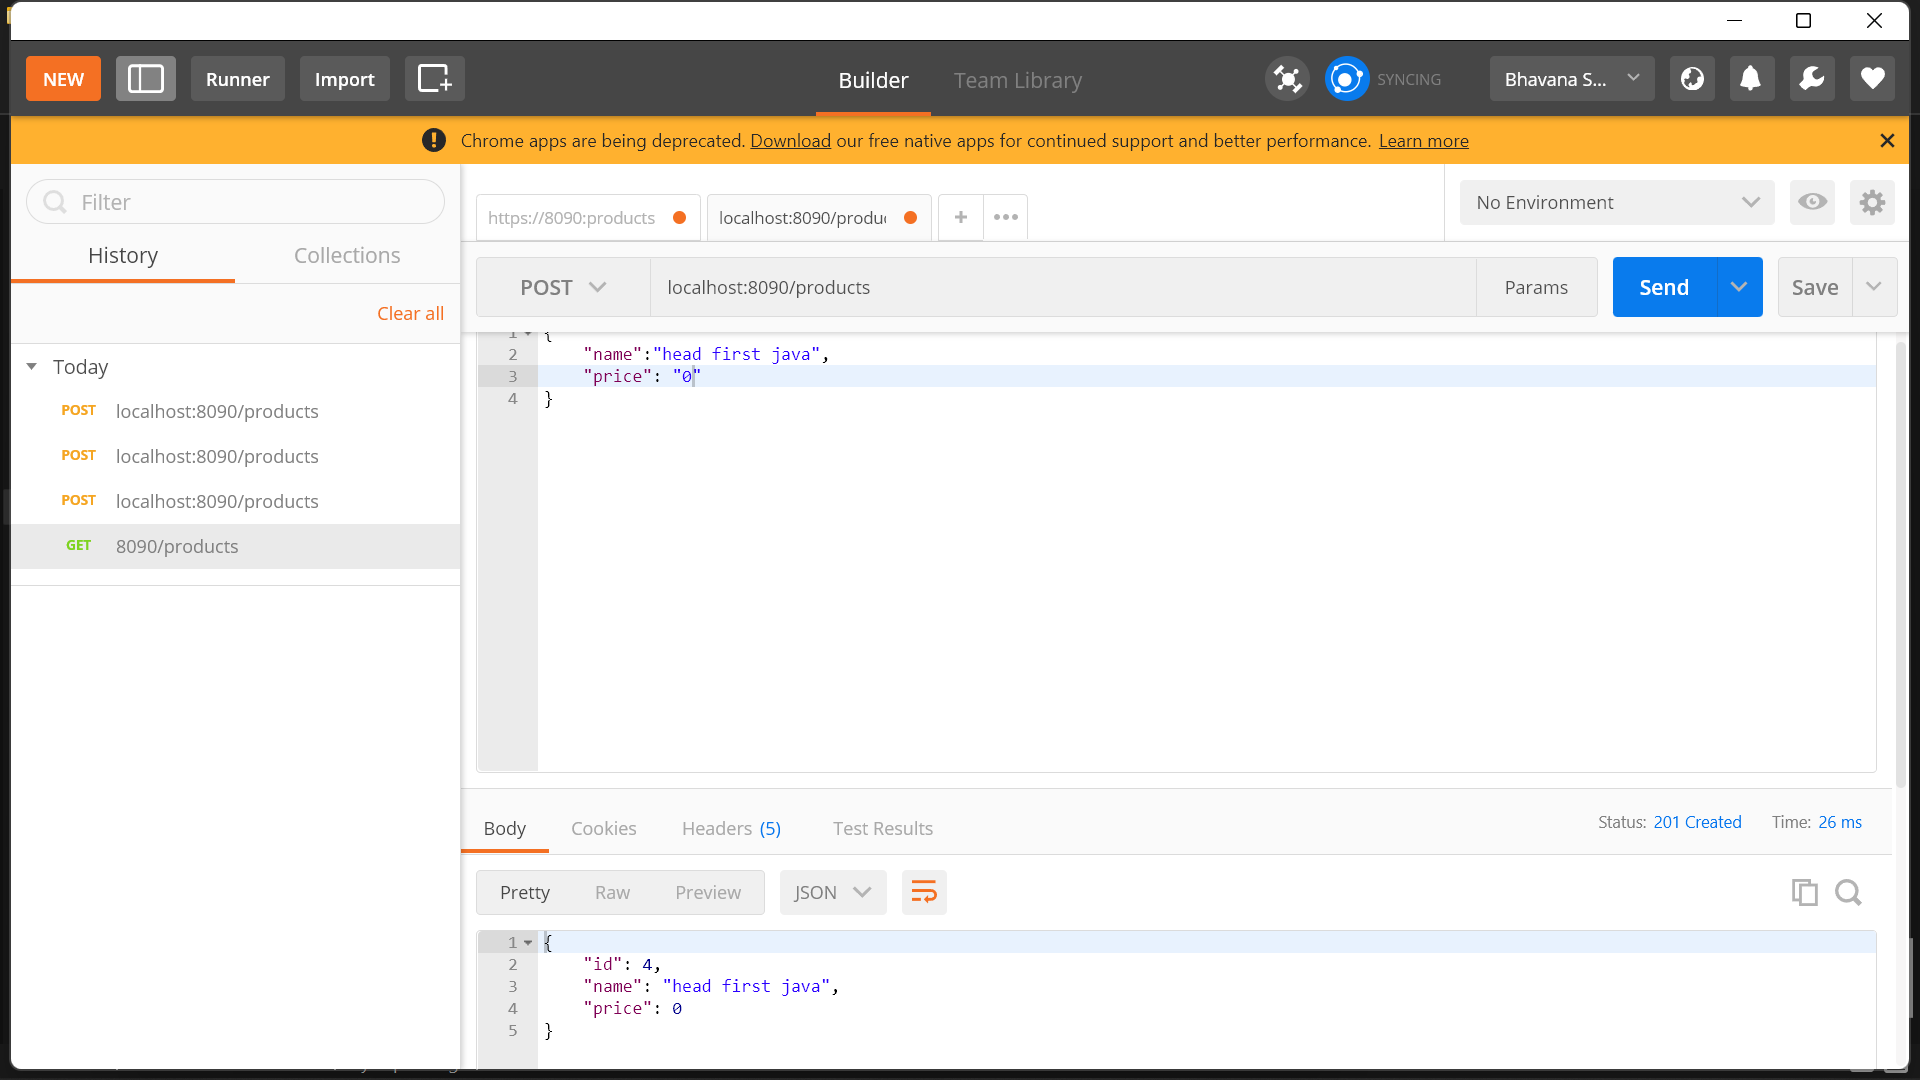 NEW
Runner
Import
Builder
Team Library
SYNCING
Bhavana S...
Chrome apps are being deprecated. Download our free native apps for continued support and better performance. Learn more
Filter
History
Collections
Clear all
Today
POST localhost:8090/products
POST localhost:8090/products
POST localhost:8090/products
GET 8090/products
https://8090:products
localhost:8090/produc
+
No Environment
POST
localhost:8090/products
Params
Send
Save
1 {
2 "name":"head first java",
3 "price": "0"
4 }
Body
Cookies
Headers (5)
Test Results
Status: 201 Created
Time: 26 ms
Pretty
Raw
Preview
JSON
1 {
2 "id": 4,
3 "name": "head first java",
4 "price": 0
5 }